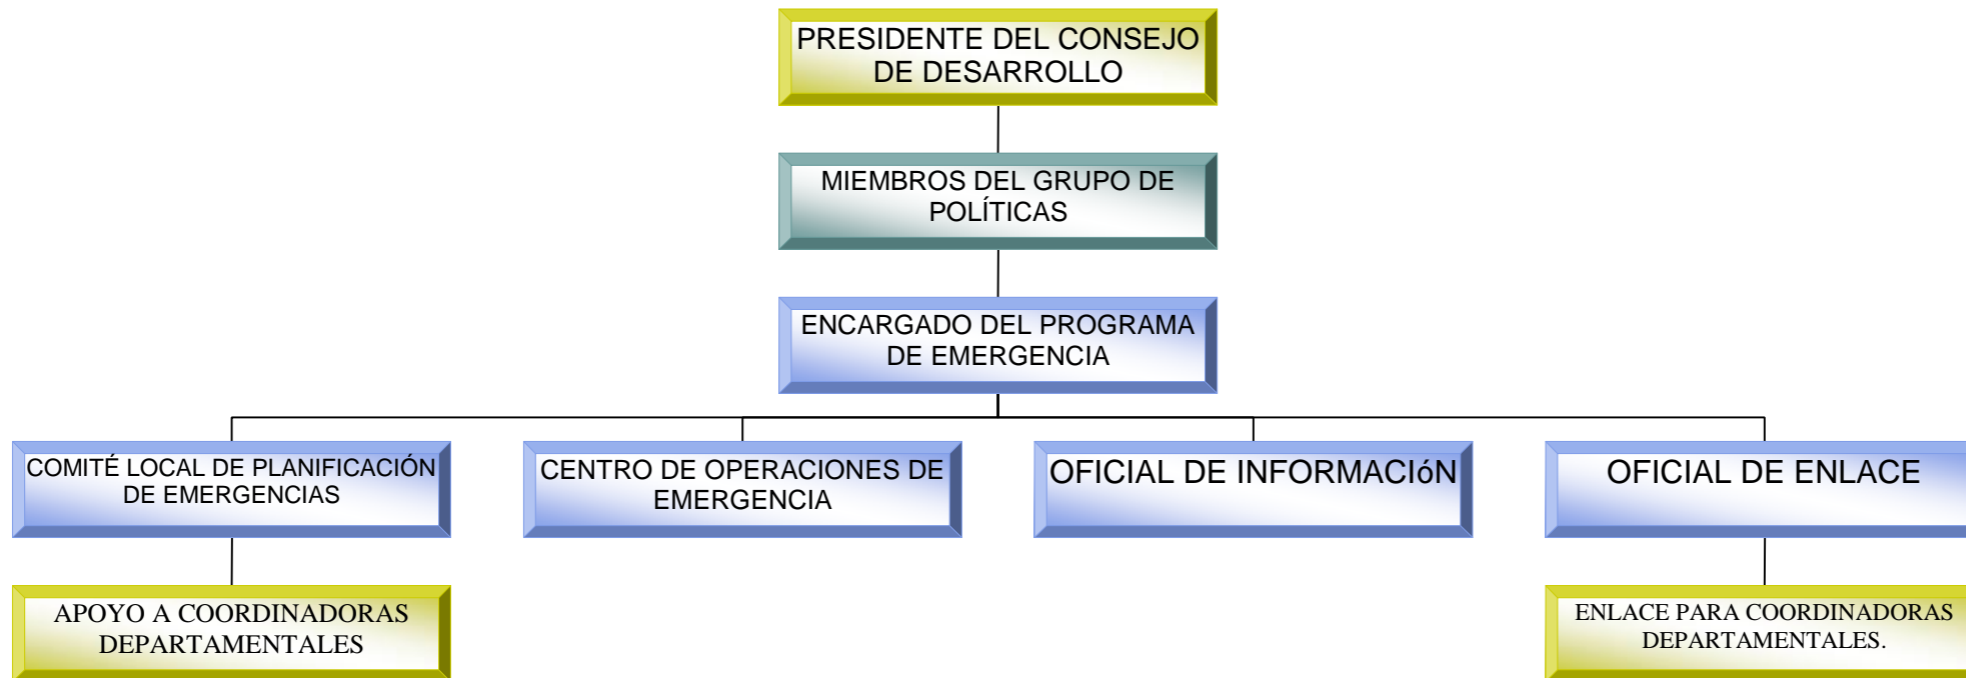 PRESIDENTE DEL CONSEJO
DE DESARROLLO
MIEMBROS DEL GRUPO DE
POLÍTICAS
ENCARGADO DEL PROGRAMA
DE EMERGENCIA
COMITÉ LOCAL DE PLANIFICACIÓN
DE EMERGENCIAS
CENTRO DE OPERACIONES DE
EMERGENCIA
OFICIAL DE INFORMACIóN
OFICIAL DE ENLACE
APOYO A COORDINADORAS
DEPARTAMENTALES
ENLACE PARA COORDINADORAS
DEPARTAMENTALES.